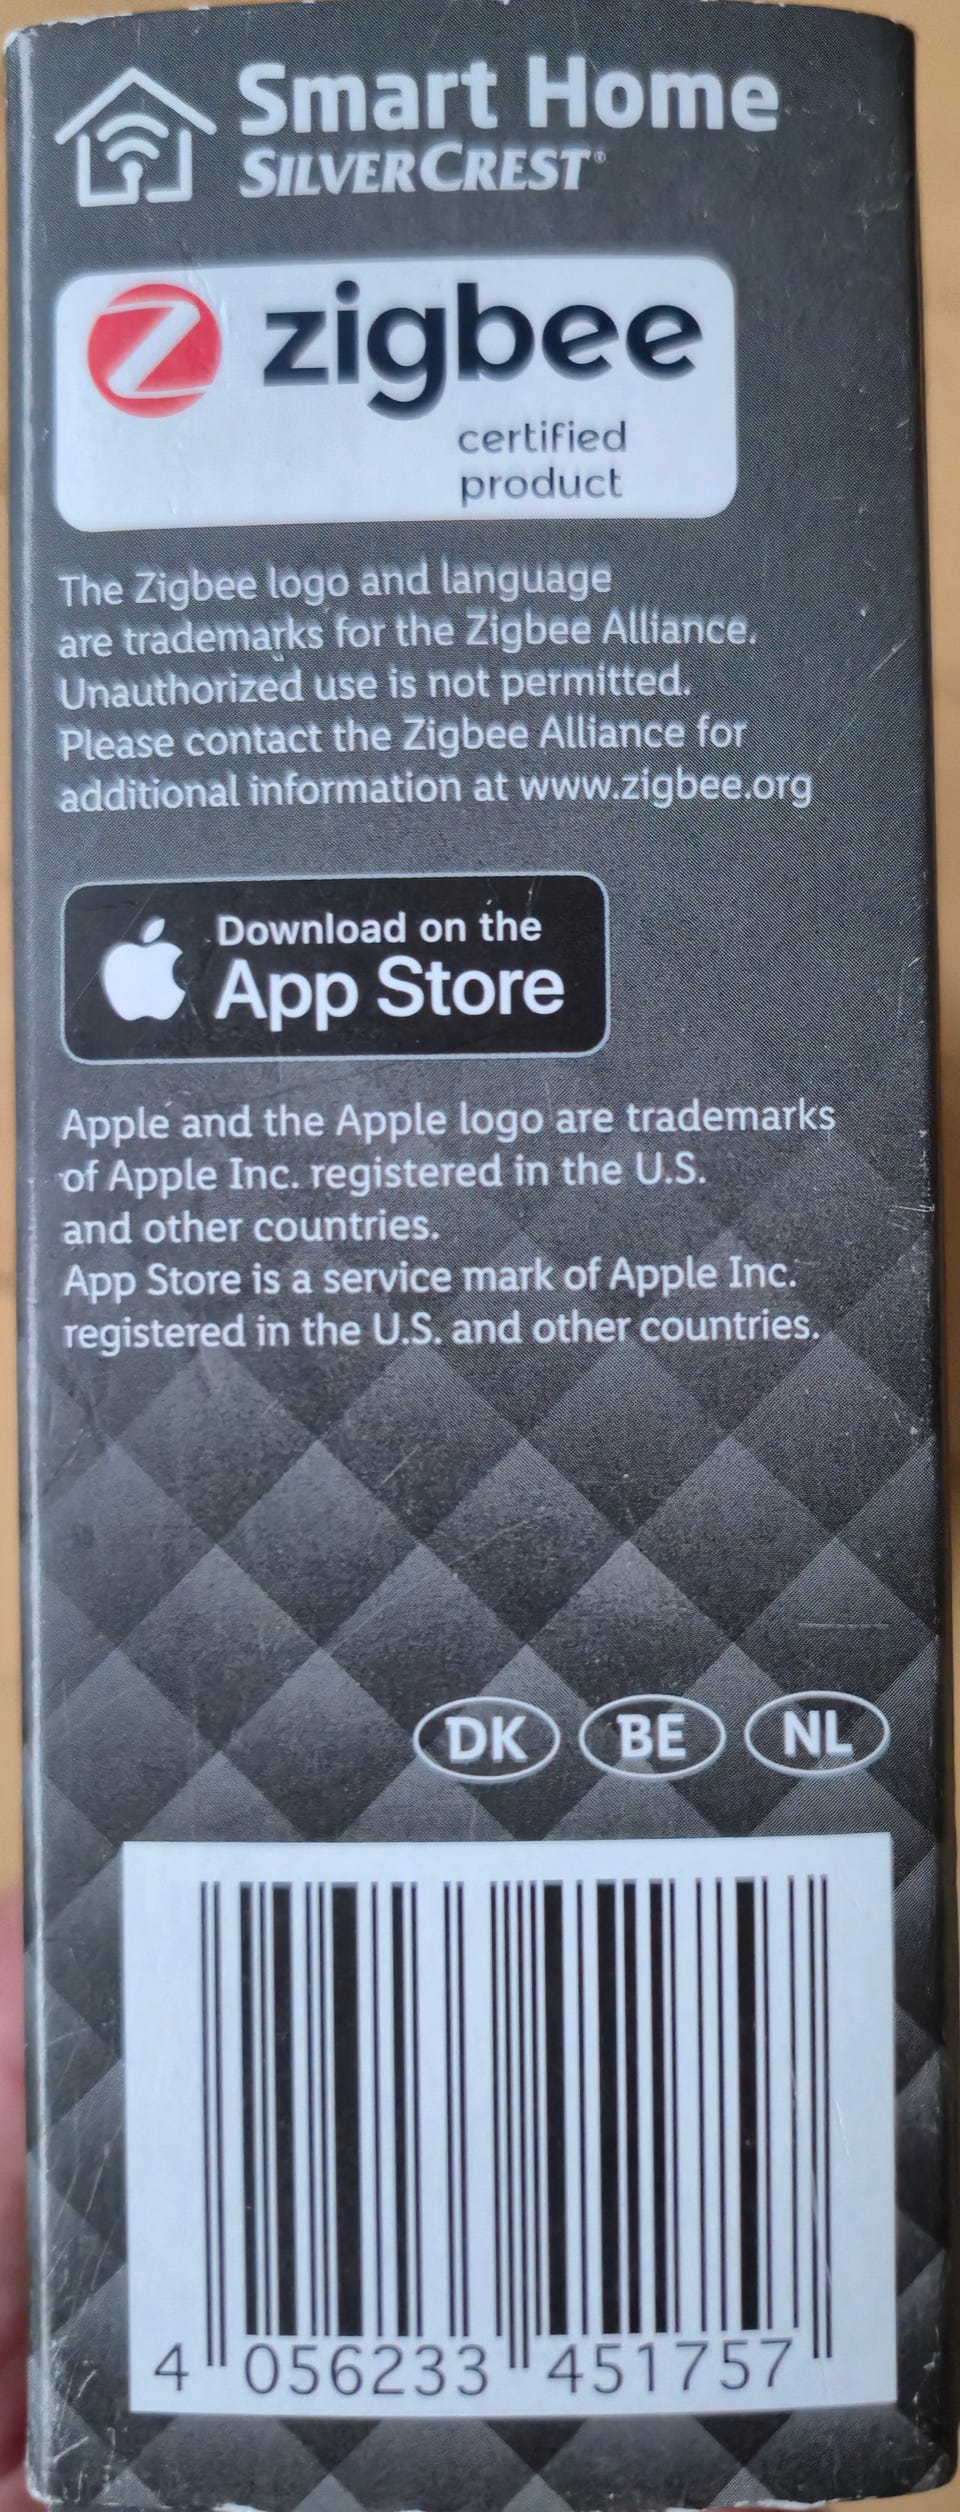 Smart Home
SILVERCREST®
Z zigbee
certified
product
The Zigbee logo and language
are trademarks for the Zigbee Alliance.
Unauthorized use is not permitted.
Please contact the Zigbee Alliance for
additional information at www.zigbee.org
Download on the
App Store
Apple and the Apple logo are trademarks
of Apple Inc. registered in the U.S.
and other countries.
App Store is a service mark of Apple Inc.
registered in the U.S. and other countries.
DK BE NL
4 056233 451757